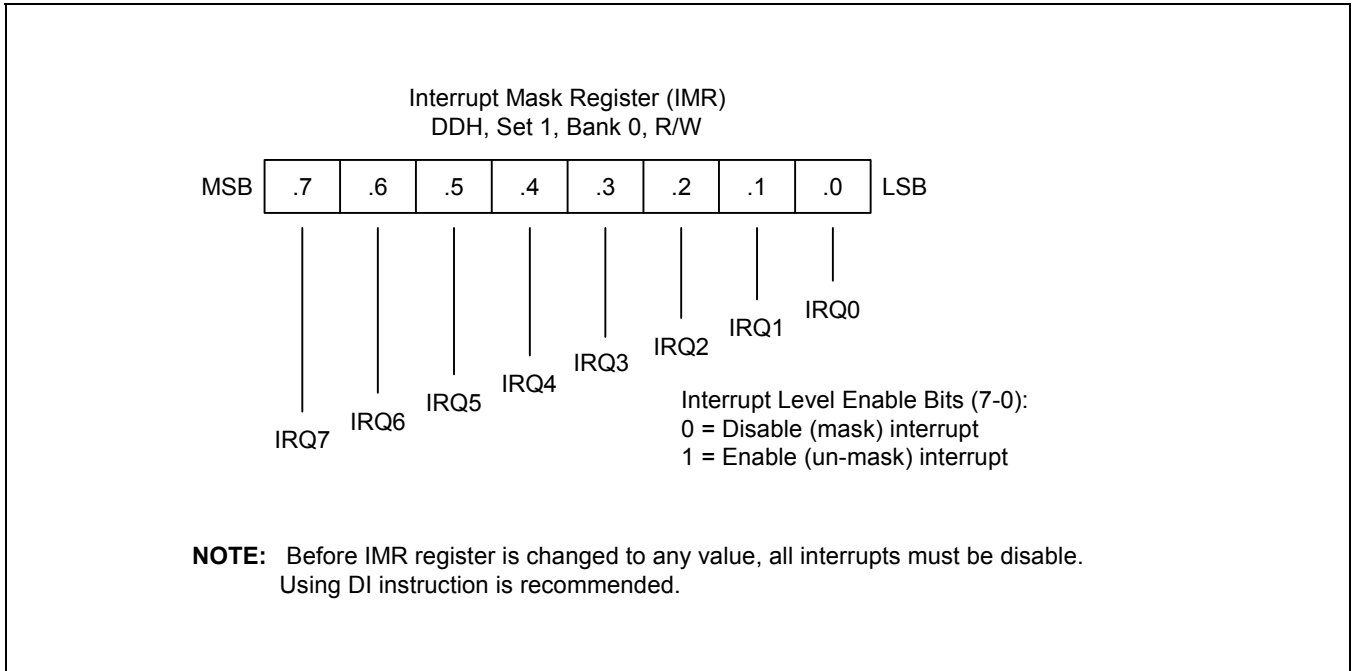 Interrupt Mask Register (IMR)
DDH, Set 1, Bank 0, R/W
MSB .7 .6 .5 .4 .3 .2 .1 .0 LSB
IRQ7 IRQ6 IRQ5 IRQ4 IRQ3 IRQ2 IRQ1 IRQ0
Interrupt Level Enable Bits (7-0):
0 = Disable (mask) interrupt
1 = Enable (un-mask) interrupt
NOTE: Before IMR register is changed to any value, all interrupts must be disable.
Using DI instruction is recommended.